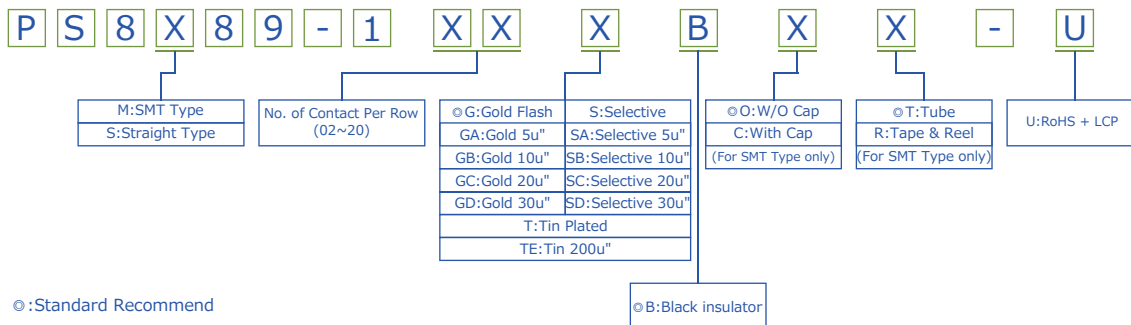 P S 8 X 8 9 - 1 X X X B X X - U
M:SMT Type
S:Straight Type
No. of Contact Per Row
(02~20)
◎G:Gold Flash S:Selective
GA:Gold 5u" SA:Selective 5u"
GB:Gold 10u" SB:Selective 10u"
GC:Gold 20u" SC:Selective 20u"
GD:Gold 30u" SD:Selective 30u"
T:Tin Plated
TE:Tin 200u"
◎O:W/O Cap
C:With Cap
(For SMT Type only)
◎T:Tube
R:Tape & Reel
(For SMT Type only)
U:RoHS + LCP
◎:Standard Recommend
◎B:Black insulator